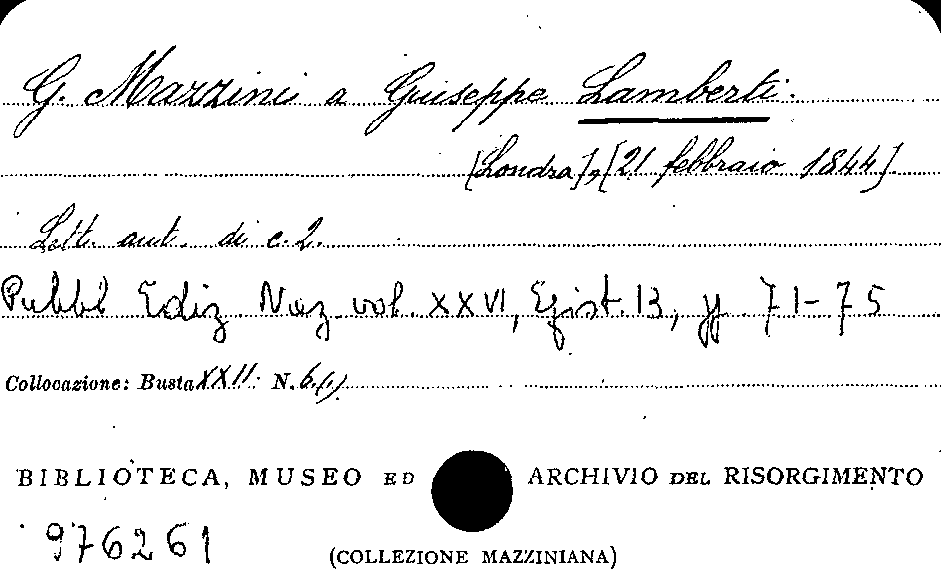 G. Mazzini a Giuseppe Lamberti.
[Londra], [21 febbraio 1844]
Lett. aut. di c. 2.
Pubbl Ediz. Naz. vol. XXVI, Epist. 13, pp 71-75
Collocazione: Busta XXII N. 6(1)
BIBLIOTECA, MUSEO ED ARCHIVIO DEL RISORGIMENTO
976261
(COLLEZIONE MAZZINIANA)